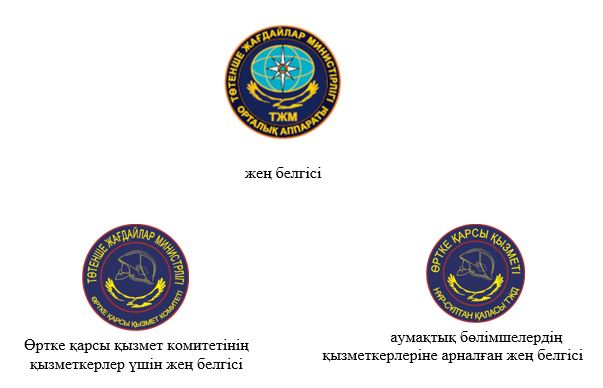 ТӨТЕНШЕ ЖАҒДАЙЛАР МИНИСТІРЛІГІ
ТЖМ
ОРТАЛЫҚ АППАРАТЫ
жең белгісі
ТӨТЕНШЕ ЖАҒДАЙЛАР МИНИСТРЛІГІ
ӨРТКЕ ҚАРСЫ ҚЫЗМЕТ КОМИТЕТІ
ӨРТКЕ ҚАРСЫ ҚЫЗМЕТІ
НҰР-СҰЛТАН ҚАЛАСЫ ТЖД
Өртке қарсы қызмет комитетінің
қызметкерлер үшін жең белгісі
аумақтық бөлімшелердің
қызметкерлеріне арналған жең белгісі